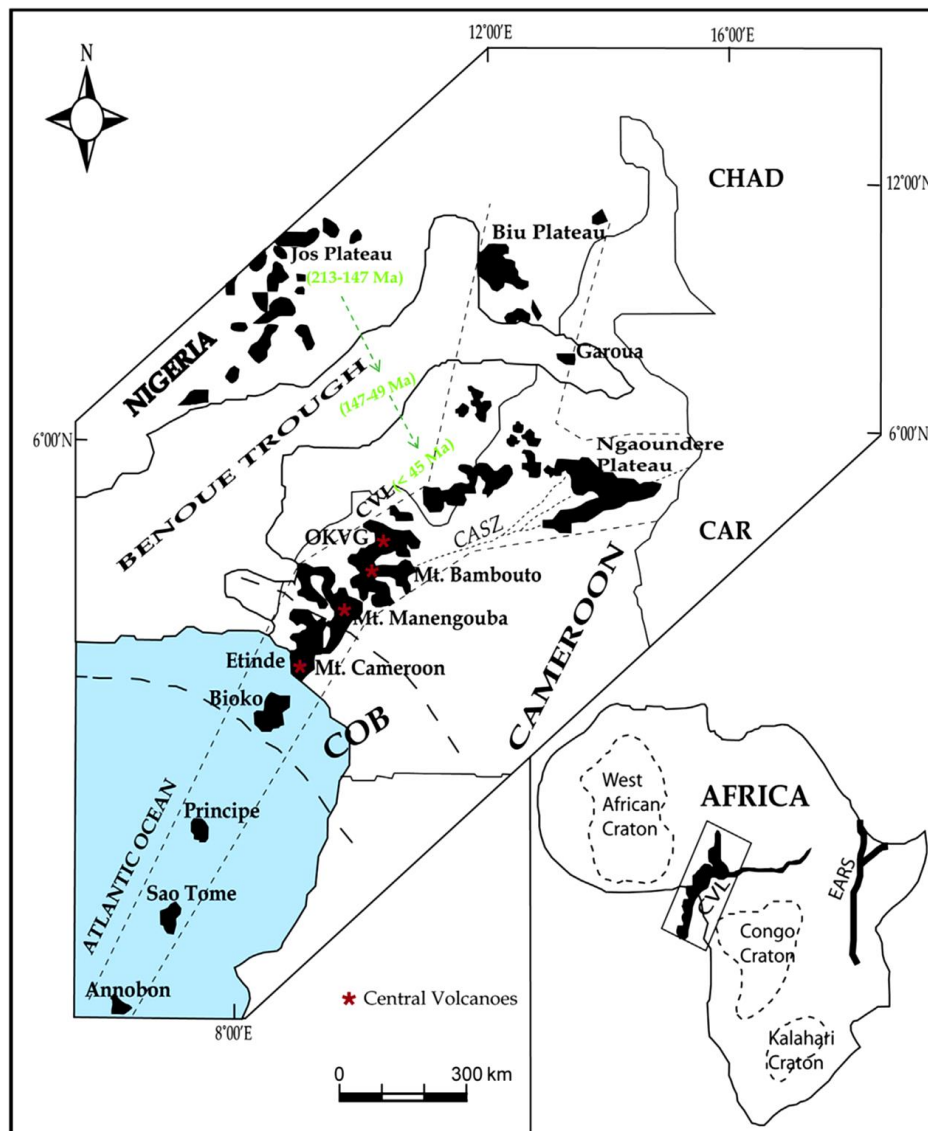 12°00'E
16°00'E
N
CHAD
12°00'N
Biu Plateau
Jos Plateau
(213-147 Ma)
NIGERIA
Garoua
(147-49 Ma)
BENOUE TROUGH
6°00'N
6°00'N
Ngaoundere
Plateau
(< 45 Ma)
CVL
CASZ
OKVG
CAR
Mt. Bambouto
Mt. Manengouba
CAMEROON
Etinde
Mt. Cameroon
Bioko
COB
ATLANTIC OCEAN
Principe
Sao Tome
Annobon
8°00'E
* Central Volcanoes
0 300 km
AFRICA
West
African
Craton
CVL
EARS
Congo
Craton
Kalahari
Craton